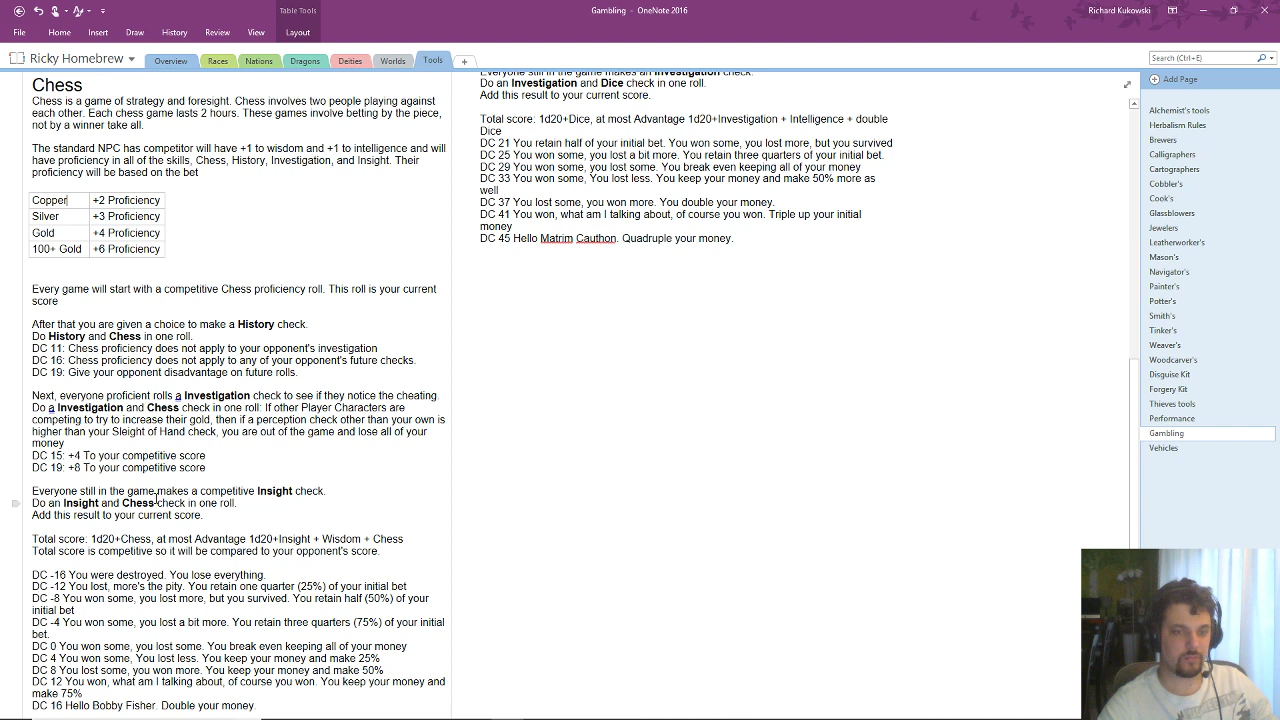 Table Tools
Gambling - OneNote 2016
Richard Kukowski
File
Home
Insert
Draw
History
Review
View
Layout
Ricky Homebrew
Overview
Races
Nations
Dragons
Deities
Worlds
Tools
Search (Ctrl+E)
Chess
Chess is a game of strategy and foresight. Chess involves two people playing against
each other. Each chess game lasts 2 hours. These games involve betting by the piece,
not by a winner take all.
The standard NPC has competitor will have +1 to wisdom and +1 to intelligence and will
have proficiency in all of the skills, Chess, History, Investigation, and Insight. Their
proficiency will be based on the bet
Copper +2 Proficiency
Silver +3 Proficiency
Gold +4 Proficiency
100+ Gold +6 Proficiency
Every game will start with a competitive Chess proficiency roll. This roll is your current
score
After that you are given a choice to make a History check.
Do History and Chess in one roll.
DC 11: Chess proficiency does not apply to your opponent's investigation
DC 16: Chess proficiency does not apply to any of your opponent's future checks.
DC 19: Give your opponent disadvantage on future rolls.
Next, everyone proficient rolls a Investigation check to see if they notice the cheating.
Do a Investigation and Chess check in one roll: If other Player Characters are
competing to try to increase their gold, then if a perception check other than your own is
higher than your Sleight of Hand check, you are out of the game and lose all of your
money
DC 15: +4 To your competitive score
DC 19: +8 To your competitive score
Everyone still in the game makes a competitive Insight check.
Do an Insight and Chess check in one roll.
Add this result to your current score.
Total score: 1d20+Chess, at most Advantage 1d20+Insight + Wisdom + Chess
Total score is competitive so it will be compared to your opponent's score.
DC -16 You were destroyed. You lose everything.
DC -12 You lost, more's the pity. You retain one quarter (25%) of your initial bet
DC -8 You won some, you lost more, but you survived. You retain half (50%) of your
initial bet
DC -4 You won some, you lost a bit more. You retain three quarters (75%) of your initial
bet.
DC 0 You won some, you lost some. You break even keeping all of your money
DC 4 You won some, You lost less. You keep your money and make 25%
DC 8 You lost some, you won more. You keep your money and make 50%
DC 12 You won, what am I talking about, of course you won. You keep your money and
make 75%
DC 16 Hello Bobby Fisher. Double your money.
Everyone still in the game makes an Investigation check.
Do an Investigation and Dice check in one roll.
Add this result to your current score.
Total score: 1d20+Dice, at most Advantage 1d20+Investigation + Intelligence + double
Dice
DC 21 You retain half of your initial bet. You won some, you lost more, but you survived
DC 25 You won some, you lost a bit more. You retain three quarters of your initial bet.
DC 29 You won some, you lost some. You break even keeping all of your money
DC 33 You won some, You lost less. You keep your money and make 50% more as
well
DC 37 You lost some, you won more. You double your money.
DC 41 You won, what am I talking about, of course you won. Triple up your initial
money
DC 45 Hello Matrim Cauthon. Quadruple your money.
Add Page
Alchemist's tools
Herbalism Rules
Brewers
Calligraphers
Cartographers
Cobbler's
Cook's
Glassblowers
Jewelers
Leatherworker's
Mason's
Navigator's
Painter's
Potter's
Smith's
Tinker's
Weaver's
Woodcarver's
Disguise Kit
Forgery Kit
Thieves tools
Performance
Gambling
Vehicles